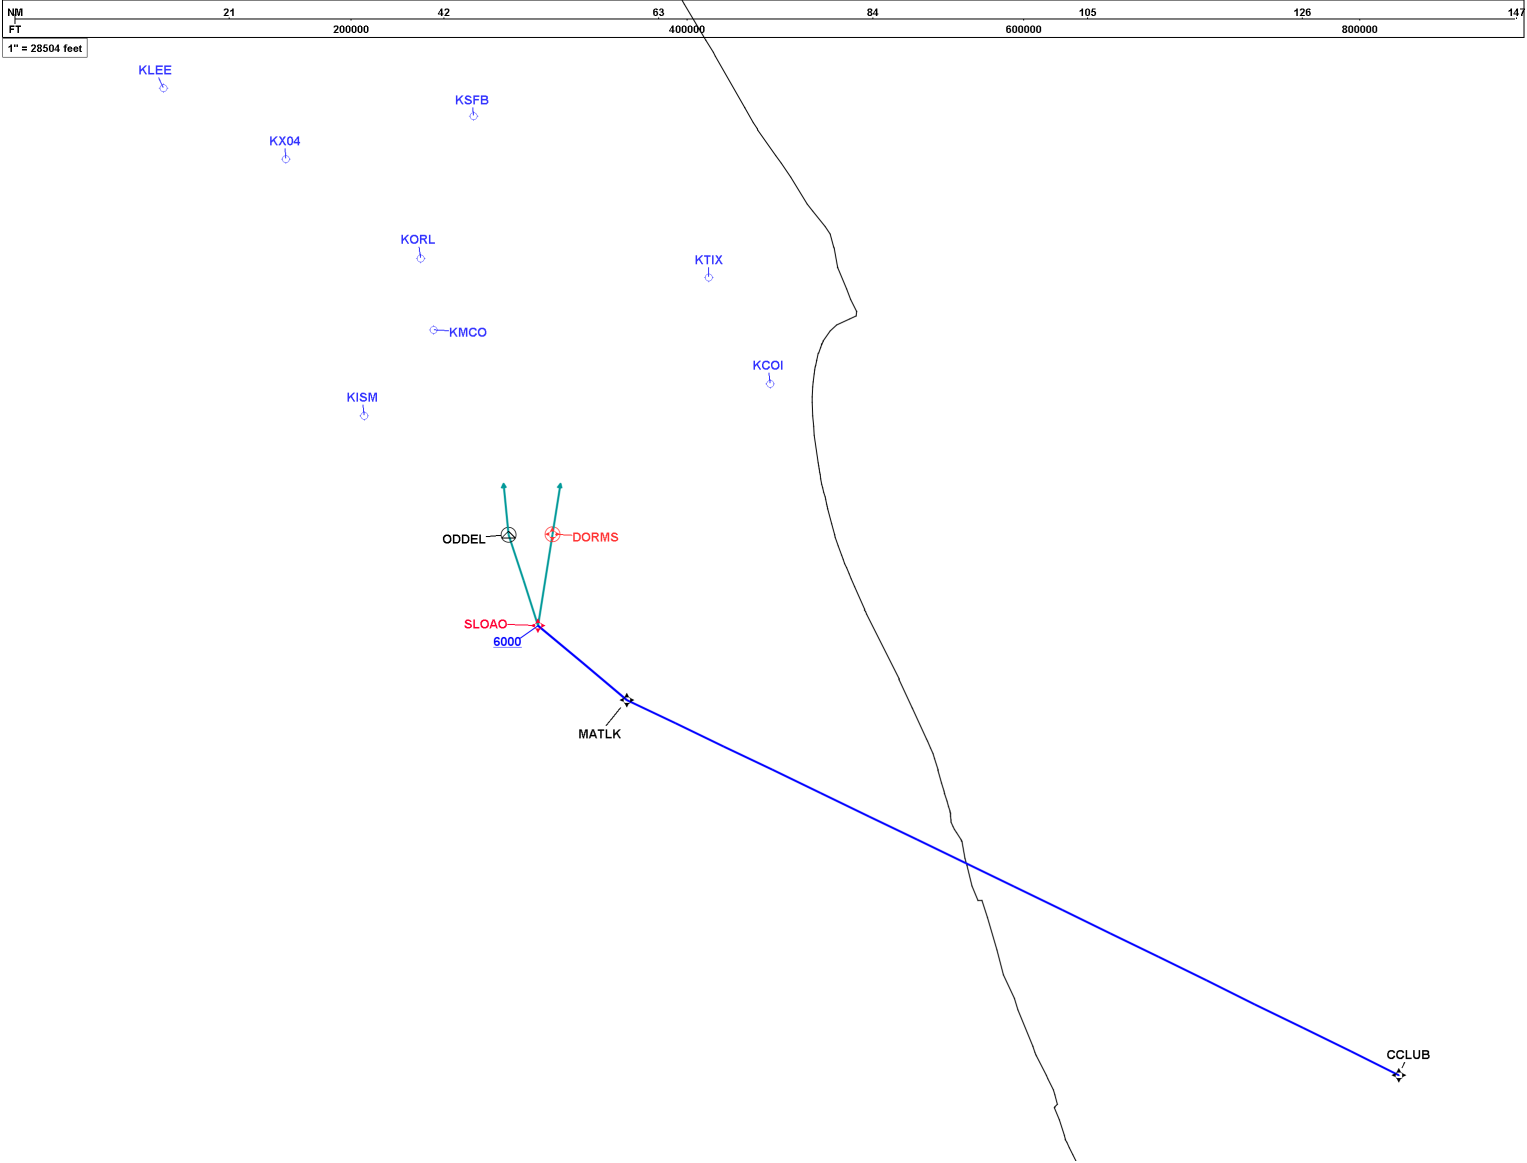 NM 21 42 63 84 105 126 147
FT 200000 400000 600000 800000
1" = 28504 feet
KLEE
KSFB
KX04
KORL
KTIX
KMCO
KCOI
KISM
ODDEL
DORMS
SLOAO
6000
MATLK
CCLUB